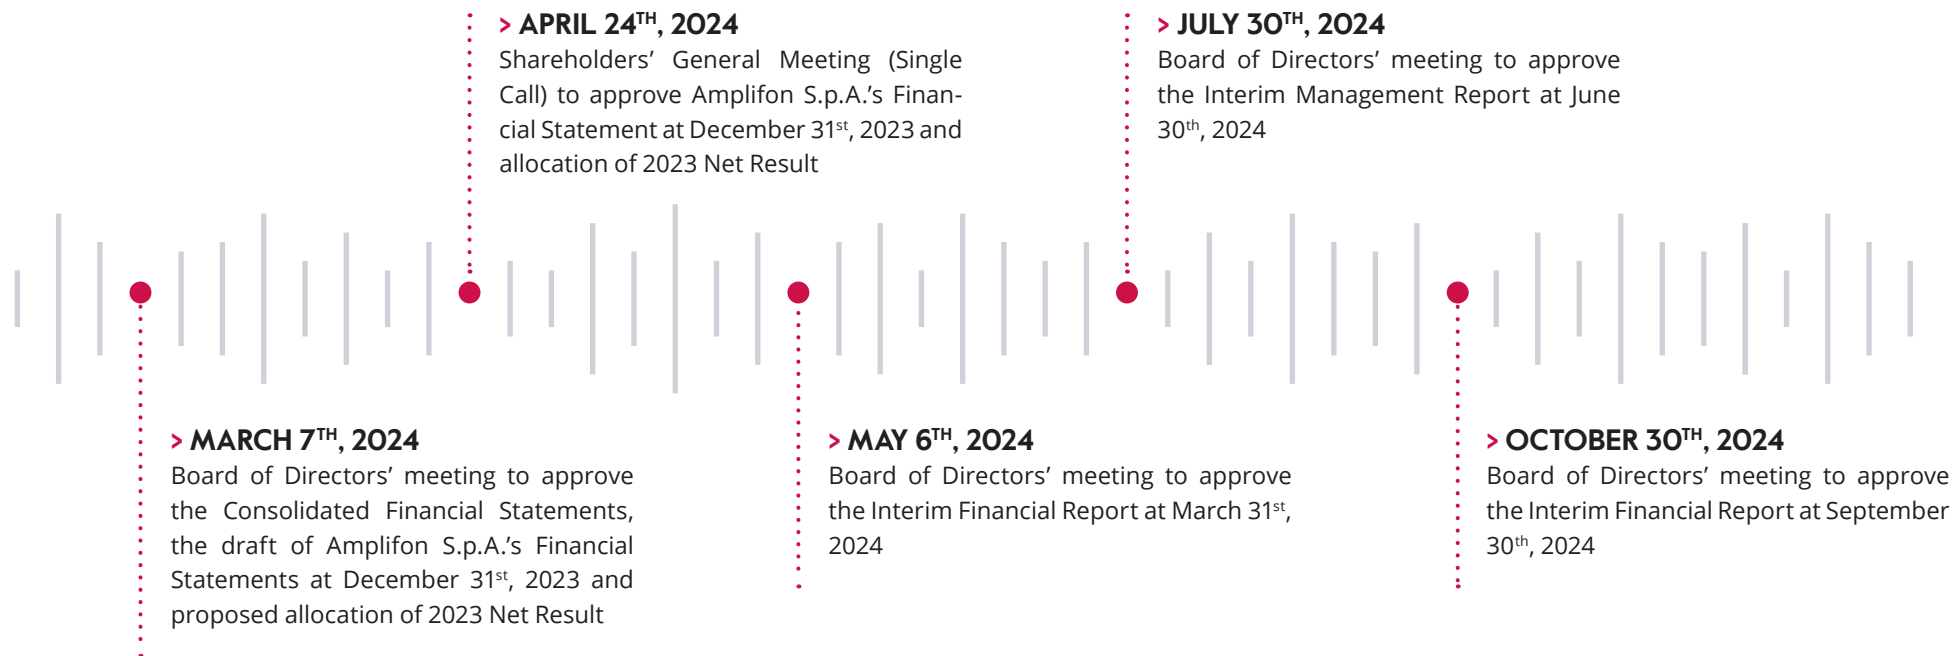 > APRIL 24TH, 2024
Shareholders’ General Meeting (Single
Call) to approve Amplifon S.p.A.’s Finan-
cial Statement at December 31st, 2023 and
allocation of 2023 Net Result
> JULY 30TH, 2024
Board of Directors’ meeting to approve
the Interim Management Report at June
30th, 2024
> MARCH 7TH, 2024
Board of Directors’ meeting to approve
the Consolidated Financial Statements,
the draft of Amplifon S.p.A.’s Financial
Statements at December 31st, 2023 and
proposed allocation of 2023 Net Result
> MAY 6TH, 2024
Board of Directors’ meeting to approve
the Interim Financial Report at March 31st,
2024
> OCTOBER 30TH, 2024
Board of Directors’ meeting to approve
the Interim Financial Report at September
30th, 2024